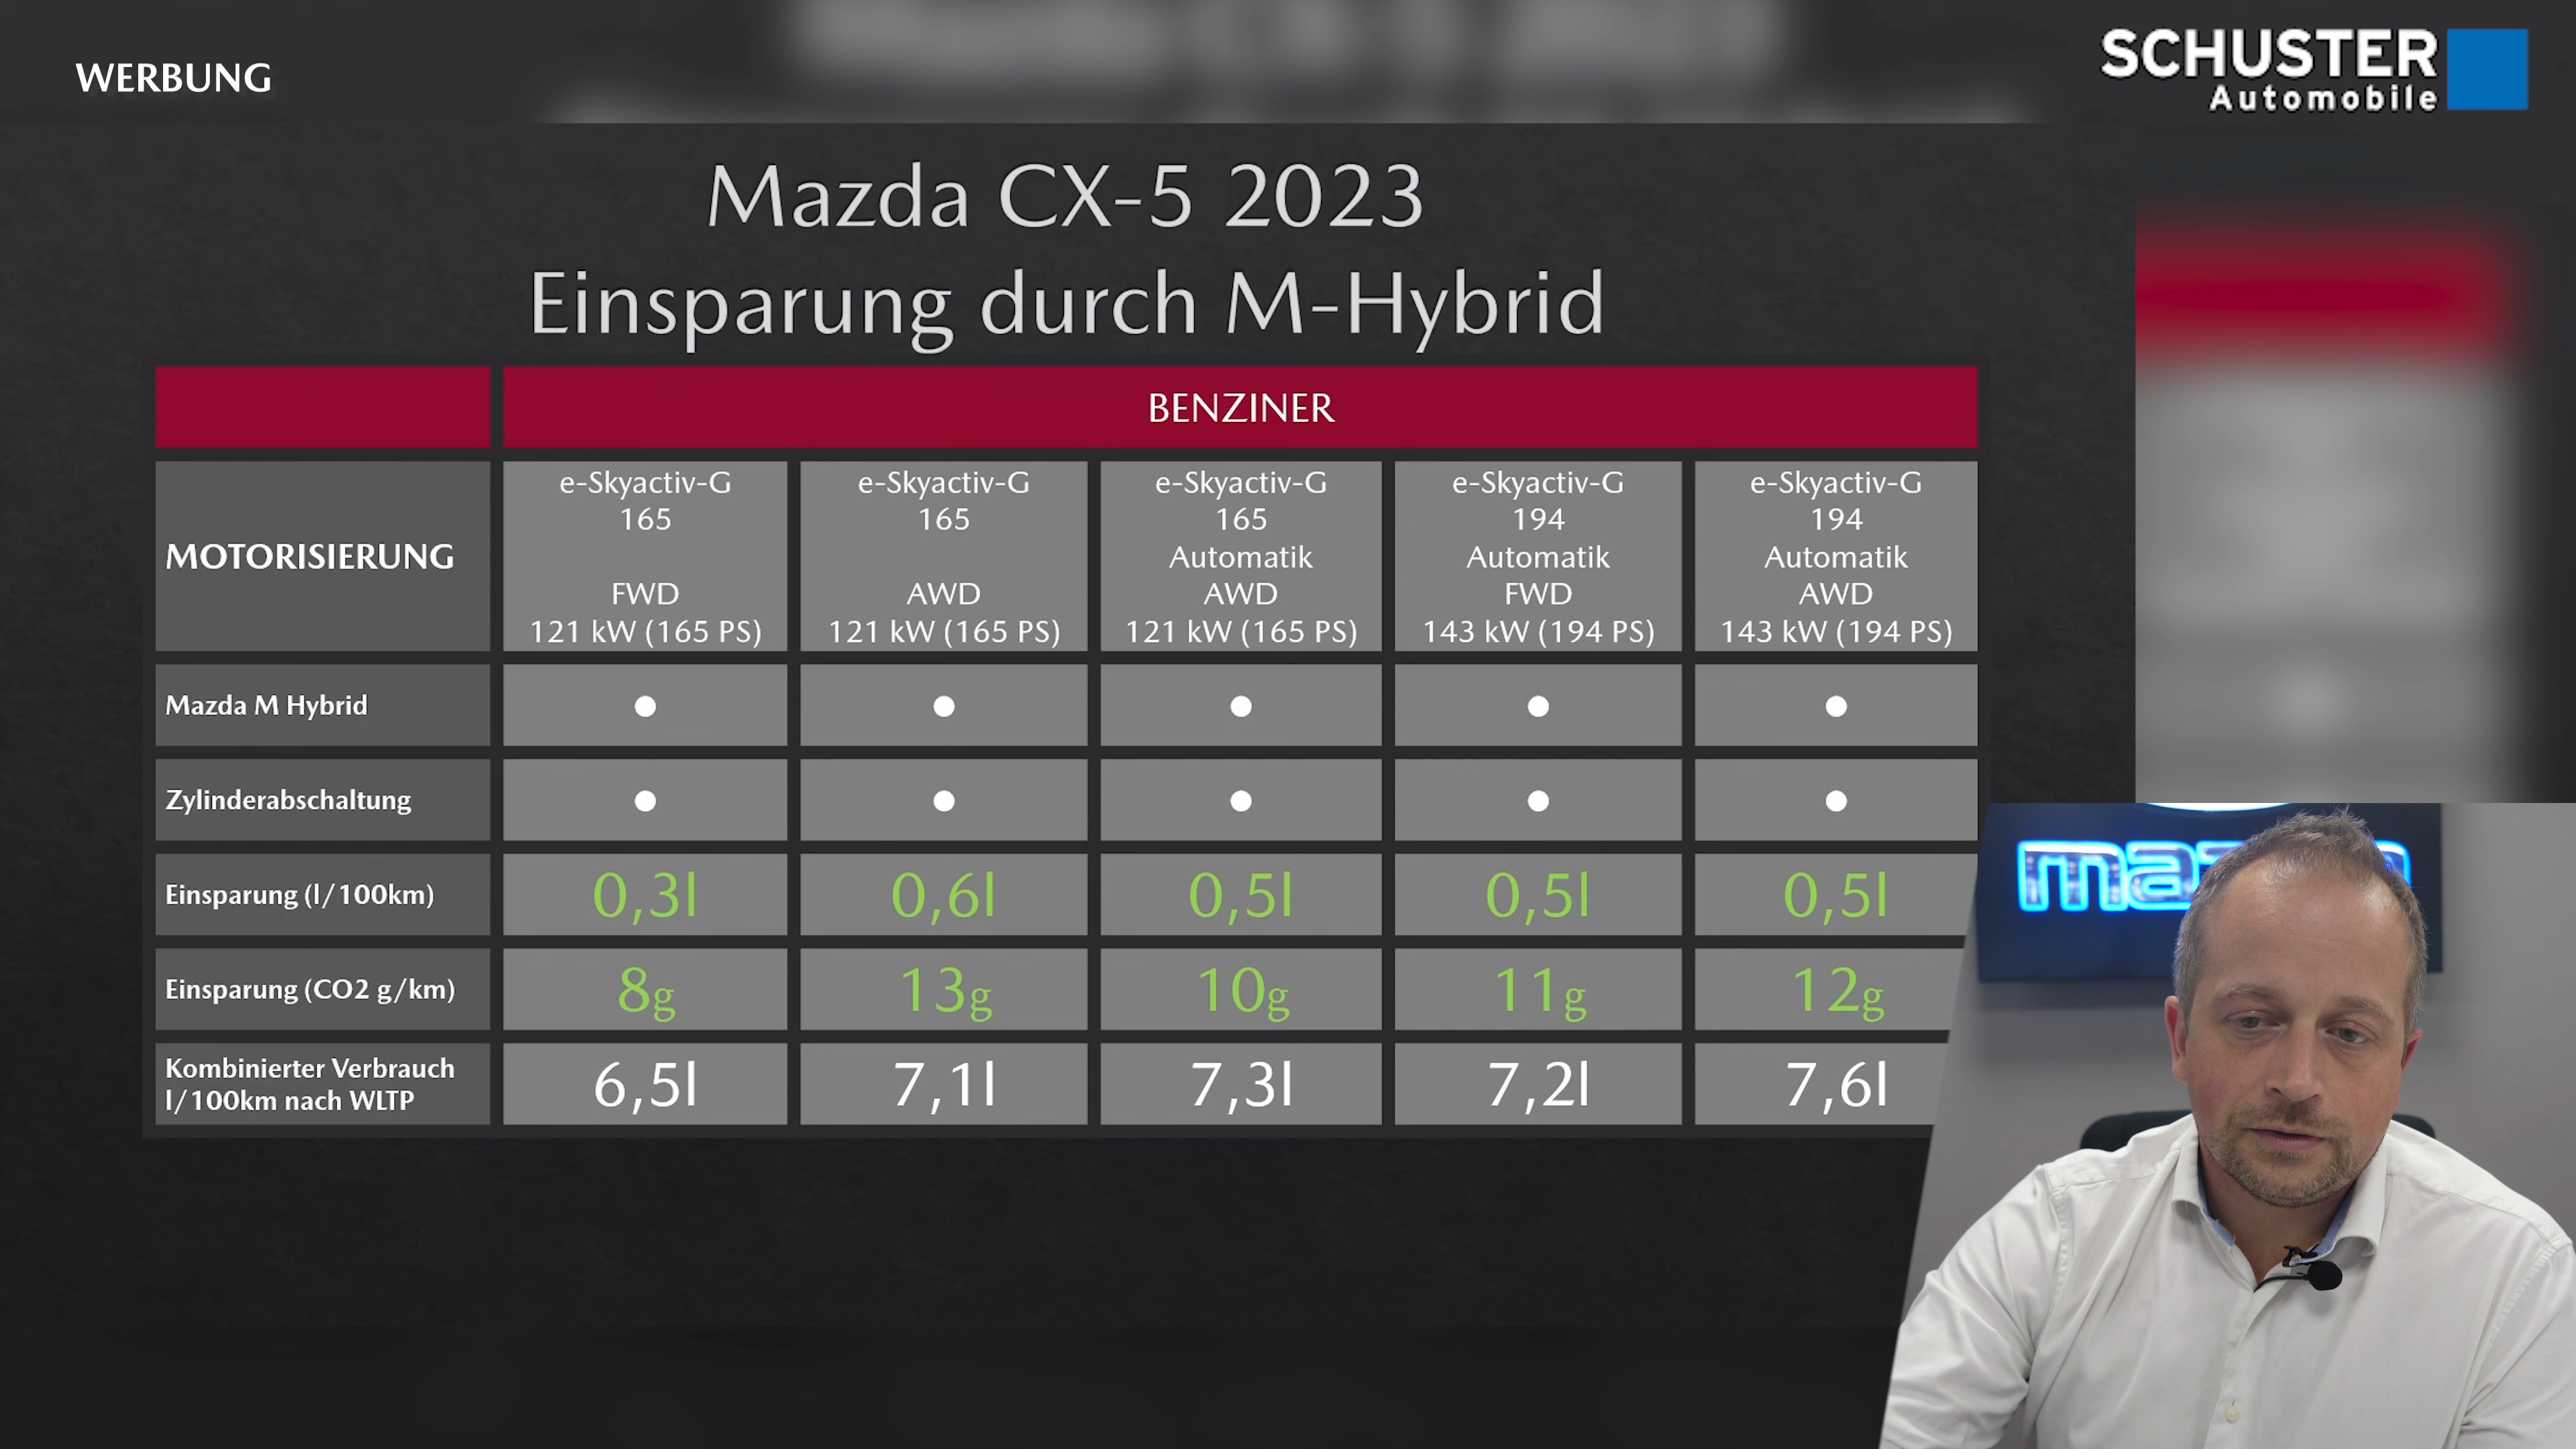 WERBUNG
SCHUSTER
Automobile
Mazda CX-5 2023
Einsparung durch M-Hybrid
BENZINER
MOTORISIERUNG
e-Skyactiv-G
165
FWD
121 kW (165 PS)
e-Skyactiv-G
165
AWD
121 kW (165 PS)
e-Skyactiv-G
165
Automatik
AWD
121 kW (165 PS)
e-Skyactiv-G
194
Automatik
FWD
143 kW (194 PS)
e-Skyactiv-G
194
Automatik
AWD
143 kW (194 PS)
Mazda M Hybrid ● ● ● ● ●
Zylinderabschaltung ● ● ● ● ●
Einsparung (l/100km) 0,3l 0,6l 0,5l 0,5l 0,5l
Einsparung (CO2 g/km) 8g 13g 10g 11g 12g
Kombinierter Verbrauch
l/100km nach WLTP 6,5l 7,1l 7,3l 7,2l 7,6l